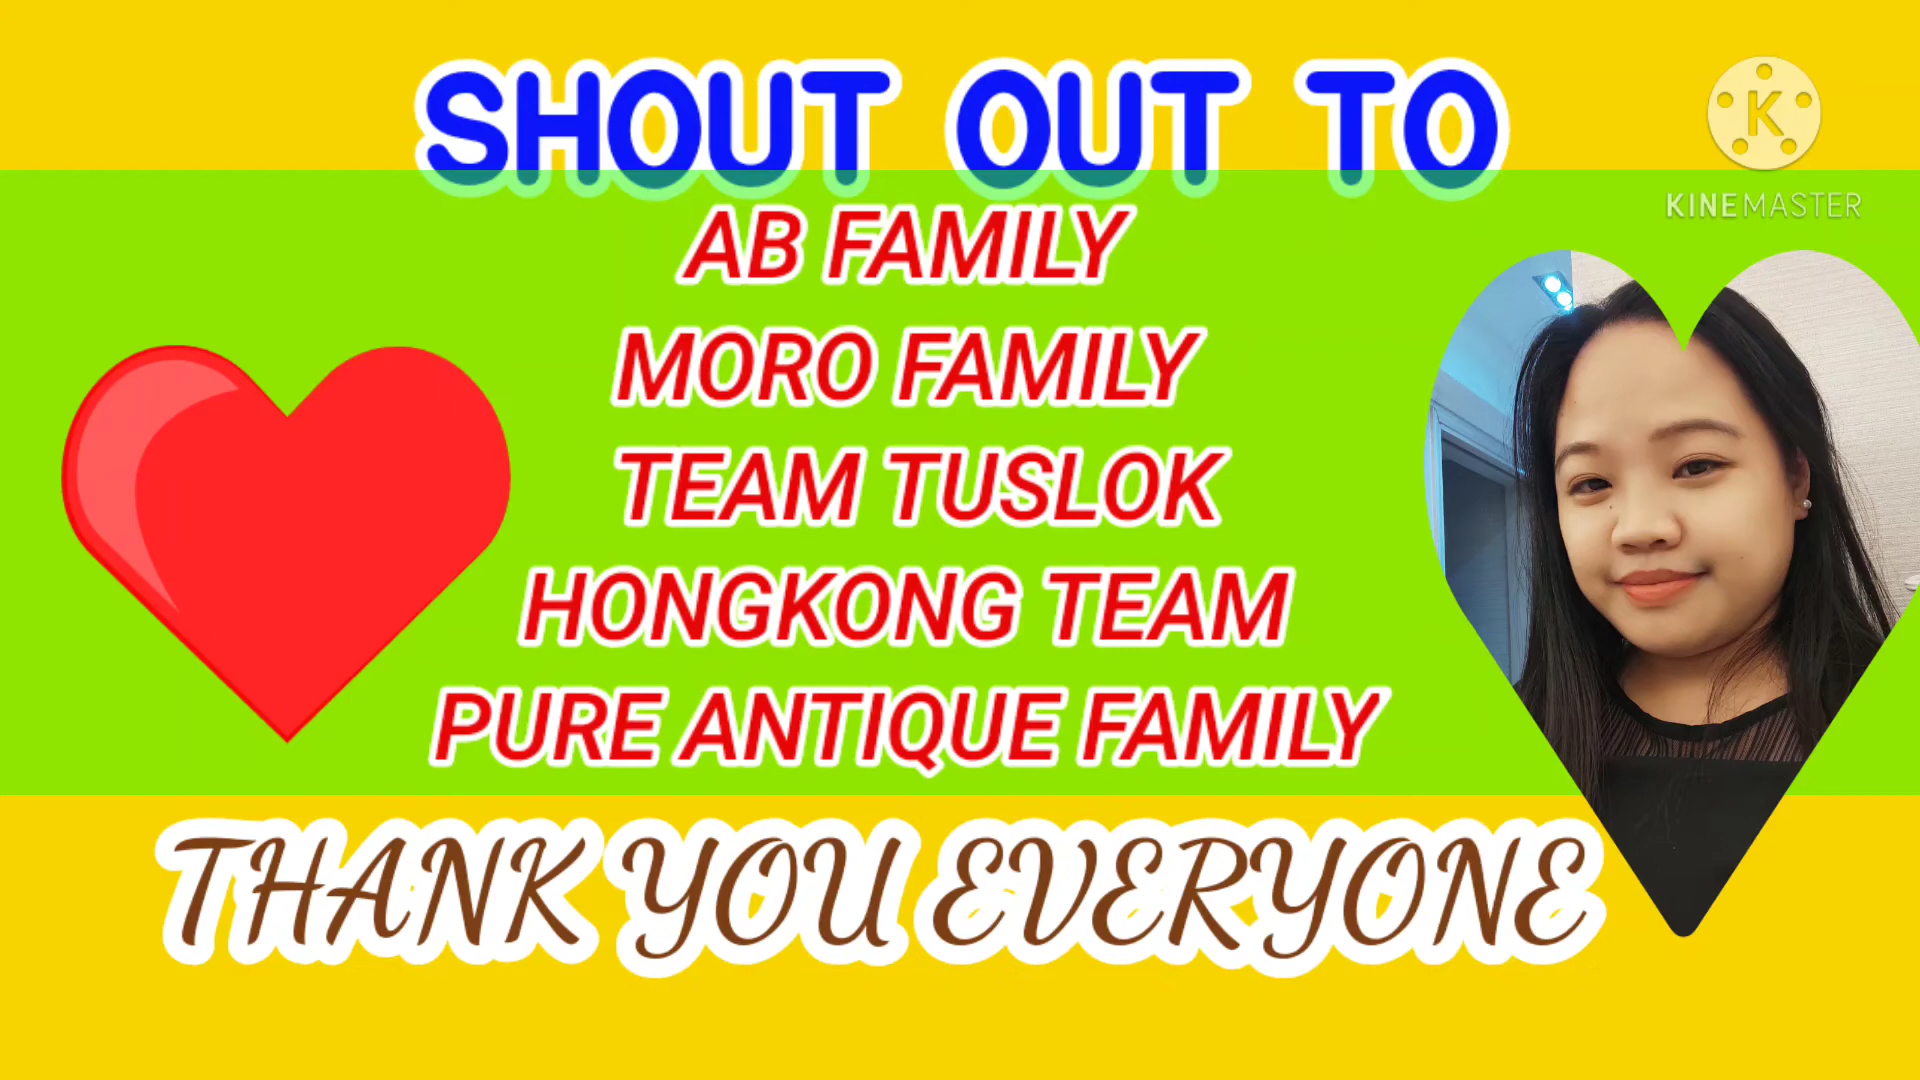 SHOUT OUT TO
K
KINEMASTER
AB FAMILY
MORO FAMILY
TEAM TUSLOK
HONGKONG TEAM
PURE ANTIQUE FAMILY
THANK YOU EVERYONE